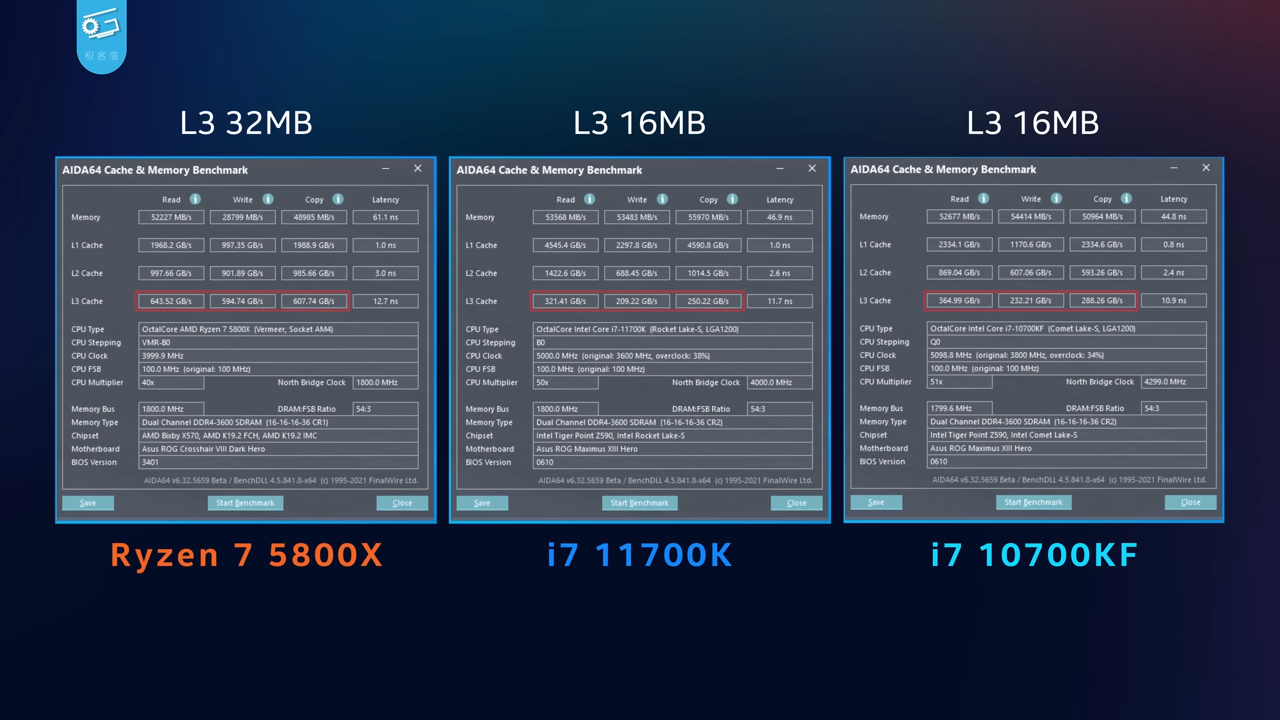 极客湾
L3 32MB
L3 16MB
L3 16MB
AIDA64 Cache & Memory Benchmark
Read Write Copy Latency
Memory 52227 MB/s 28799 MB/s 48985 MB/s 61.1 ns
L1 Cache 1968.2 GB/s 997.35 GB/s 1988.9 GB/s 1.0 ns
L2 Cache 997.66 GB/s 901.89 GB/s 985.66 GB/s 3.0 ns
L3 Cache 643.52 GB/s 594.74 GB/s 607.74 GB/s 12.7 ns
CPU Type OctalCore AMD Ryzen 7 5800X (Vermeer, Socket AM4)
CPU Stepping VMR-B0
CPU Clock 3999.9 MHz
CPU FSB 100.0 MHz (original: 100 MHz)
CPU Multiplier 40x North Bridge Clock 1800.0 MHz
Memory Bus 1800.0 MHz DRAM:FSB Ratio 54:3
Memory Type Dual Channel DDR4-3600 SDRAM (16-16-16-36 CR1)
Chipset AMD Bixby X570, AMD K19.2 FCH, AMD K19.2 IMC
Motherboard Asus ROG Crosshair VIII Dark Hero
BIOS Version 3401
AIDA64 v6.32.5659 Beta / BenchDLL 4.5.841.8-x64 (c) 1995-2021 FinalWire Ltd.
Save Start Benchmark Close
AIDA64 Cache & Memory Benchmark
Read Write Copy Latency
Memory 53568 MB/s 53483 MB/s 55970 MB/s 46.9 ns
L1 Cache 4545.4 GB/s 2297.8 GB/s 4590.8 GB/s 1.0 ns
L2 Cache 1422.6 GB/s 688.45 GB/s 1014.5 GB/s 2.6 ns
L3 Cache 321.41 GB/s 209.22 GB/s 250.22 GB/s 11.7 ns
CPU Type OctalCore Intel Core i7-11700K (Rocket Lake-S, LGA1200)
CPU Stepping B0
CPU Clock 5000.0 MHz (original: 3600 MHz, overclock: 38%)
CPU FSB 100.0 MHz (original: 100 MHz)
CPU Multiplier 50x North Bridge Clock 4000.0 MHz
Memory Bus 1800.0 MHz DRAM:FSB Ratio 54:3
Memory Type Dual Channel DDR4-3600 SDRAM (16-16-16-36 CR2)
Chipset Intel Tiger Point Z590, Intel Rocket Lake-S
Motherboard Asus ROG Maximus XIII Hero
BIOS Version 0610
AIDA64 v6.32.5659 Beta / BenchDLL 4.5.841.8-x64 (c) 1995-2021 FinalWire Ltd.
Save Start Benchmark Close
AIDA64 Cache & Memory Benchmark
Read Write Copy Latency
Memory 52677 MB/s 54414 MB/s 50964 MB/s 44.8 ns
L1 Cache 2334.1 GB/s 1170.6 GB/s 2334.6 GB/s 0.8 ns
L2 Cache 869.04 GB/s 607.06 GB/s 593.26 GB/s 2.4 ns
L3 Cache 364.99 GB/s 232.21 GB/s 288.26 GB/s 10.9 ns
CPU Type OctalCore Intel Core i7-10700KF (Comet Lake-S, LGA1200)
CPU Stepping Q0
CPU Clock 5098.8 MHz (original: 3800 MHz, overclock: 34%)
CPU FSB 100.0 MHz (original: 100 MHz)
CPU Multiplier 51x North Bridge Clock 4299.0 MHz
Memory Bus 1799.6 MHz DRAM:FSB Ratio 54:3
Memory Type Dual Channel DDR4-3600 SDRAM (16-16-16-36 CR2)
Chipset Intel Tiger Point Z590, Intel Comet Lake-S
Motherboard Asus ROG Maximus XIII Hero
BIOS Version 0610
AIDA64 v6.32.5659 Beta / BenchDLL 4.5.841.8-x64 (c) 1995-2021 FinalWire Ltd.
Save Start Benchmark Close
Ryzen 7 5800X
i7 11700K
i7 10700KF